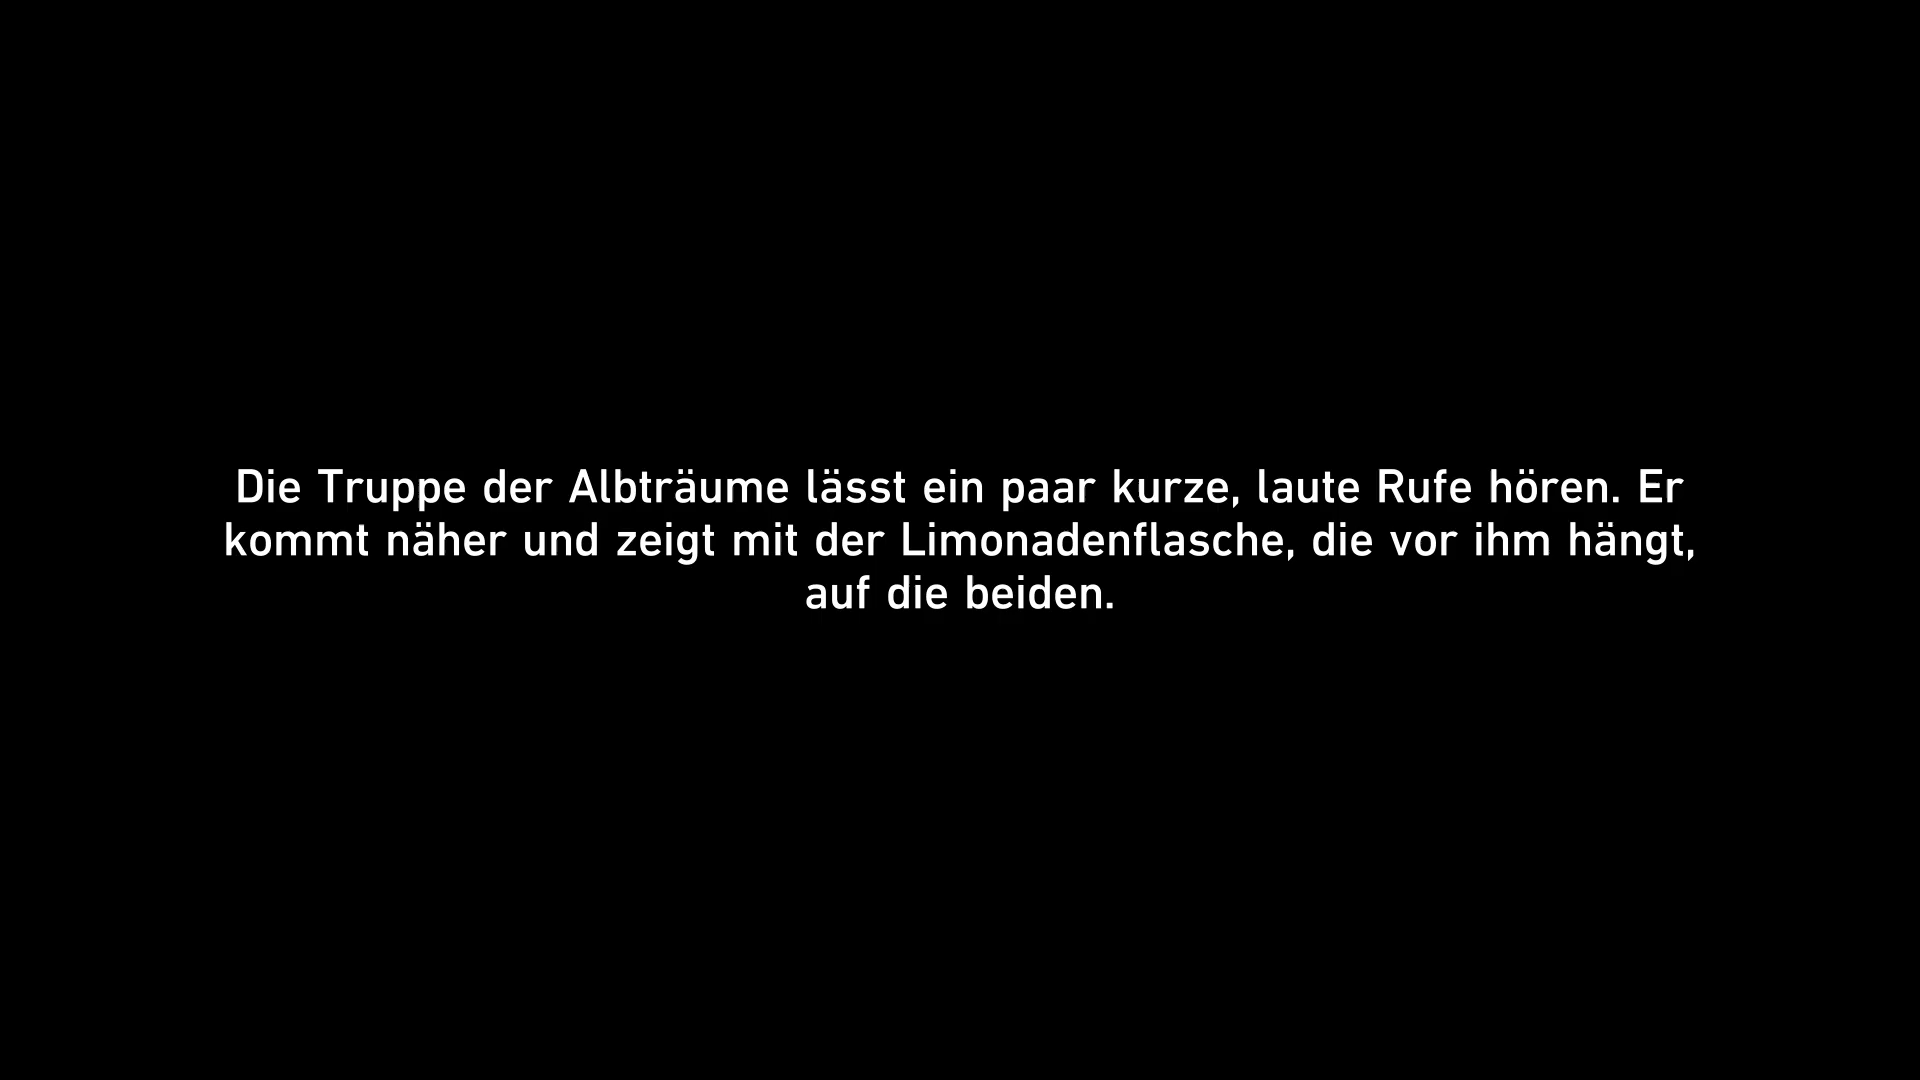 Die Truppe der Albträume lässt ein paar kurze, laute Rufe hören. Er
kommt näher und zeigt mit der Limonadenflasche, die vor ihm hängt,
auf die beiden.